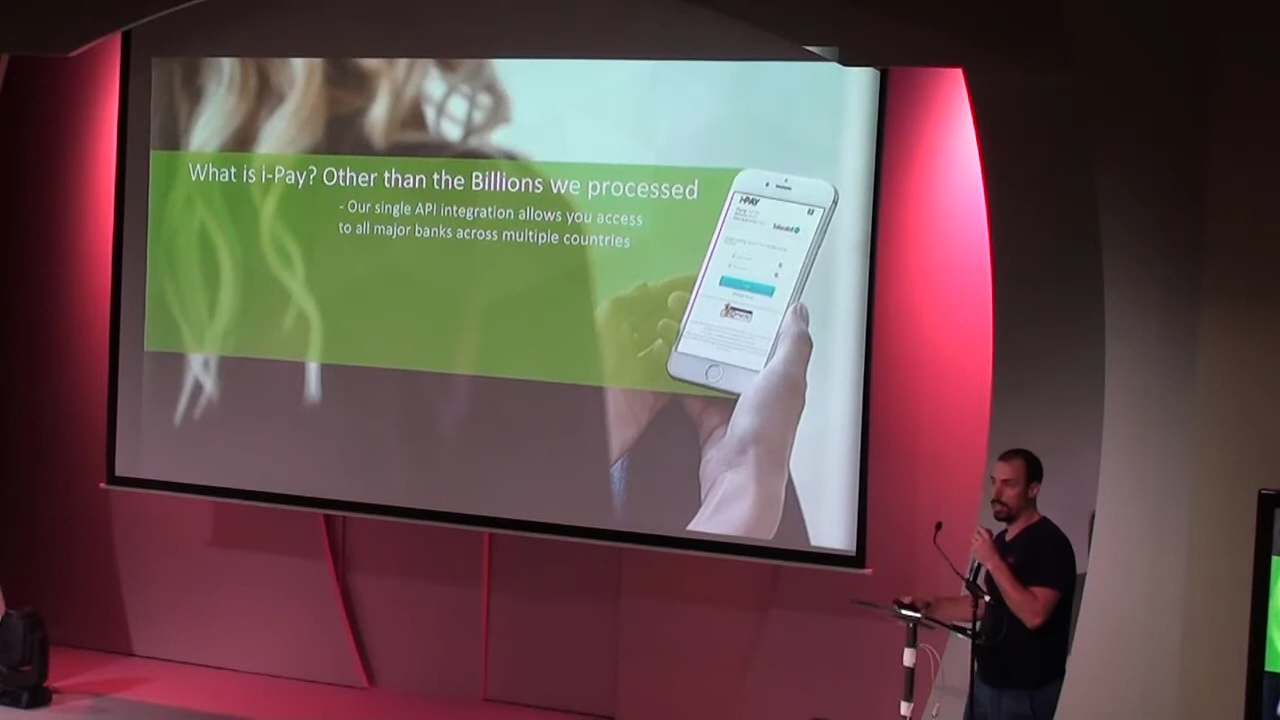 What is i-Pay? Other than the Billions we processed
- Our single API integration allows you access
to all major banks across multiple countries
i-PAY